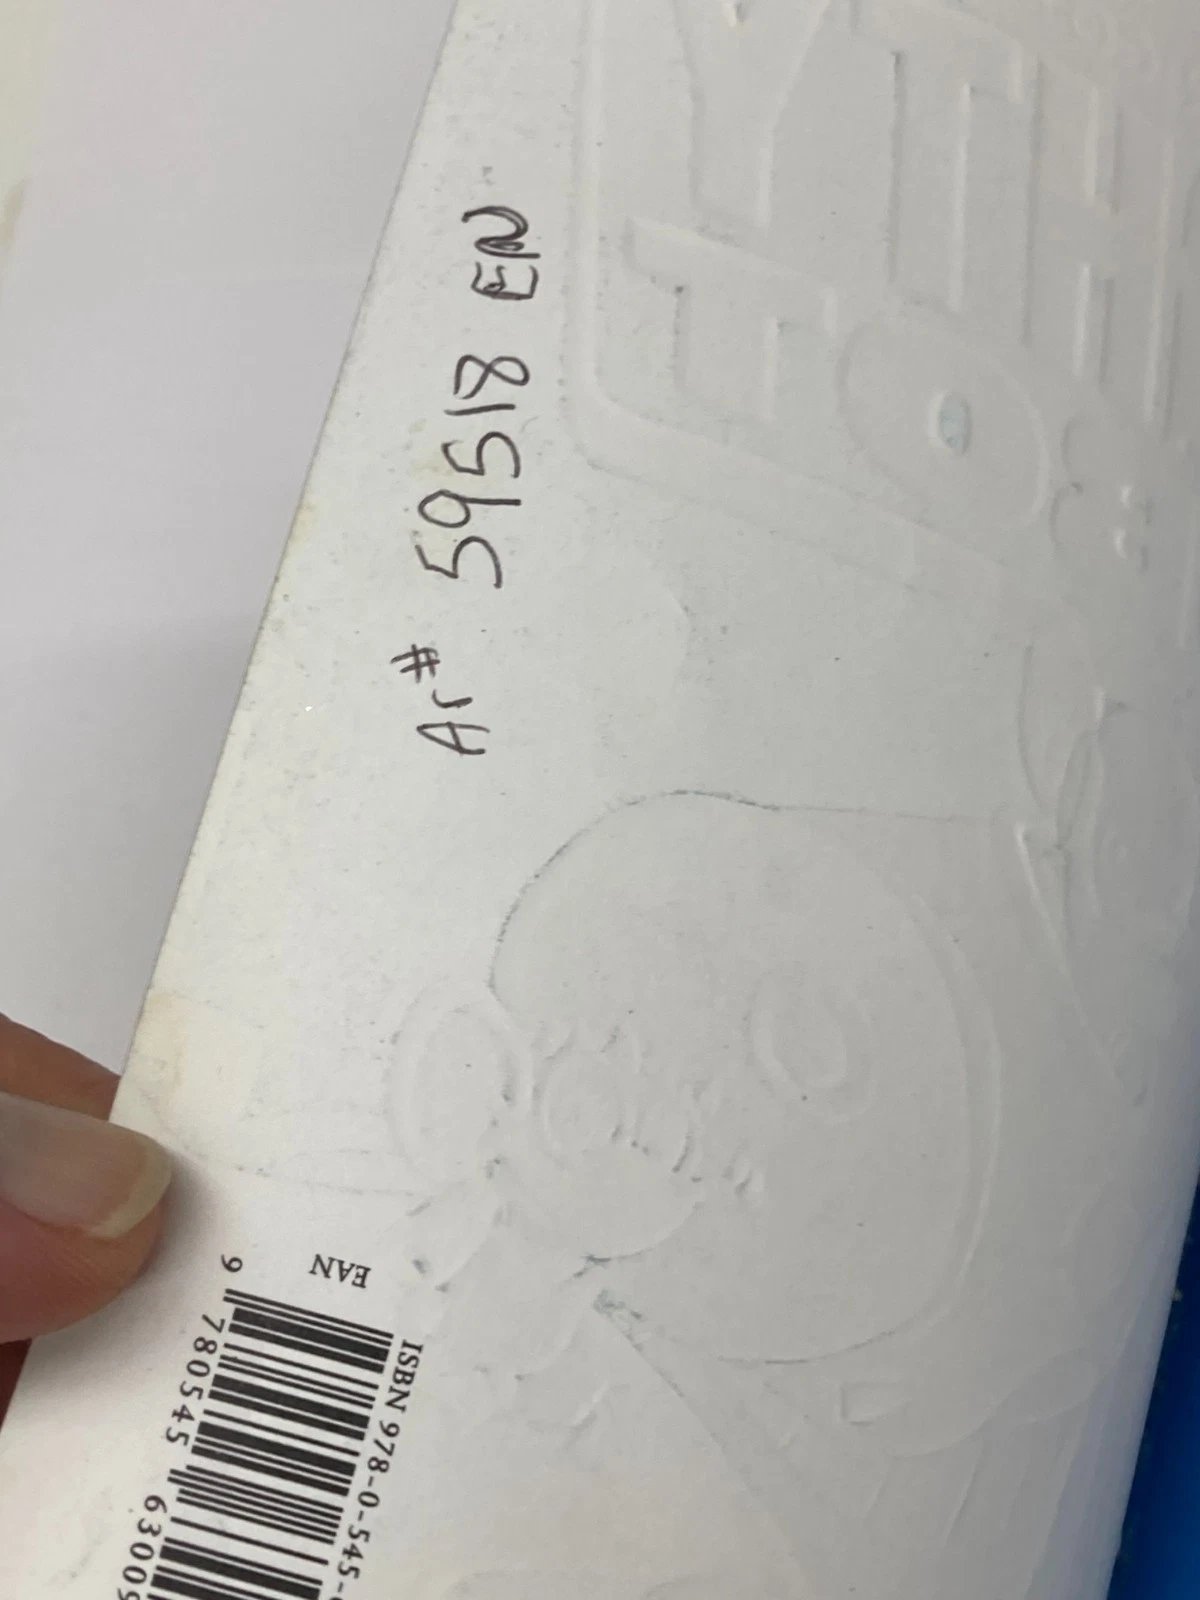 Ar# 59518 EN
EAN
ISBN 978-0-545-
9 780545 63009